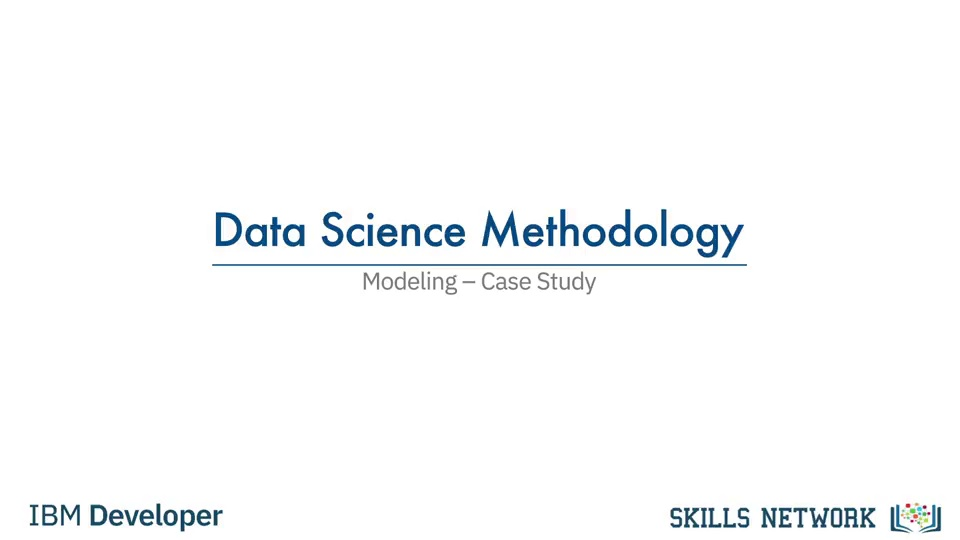 Data Science Methodology
Modeling – Case Study
IBM Developer
SKILLS NETWORK